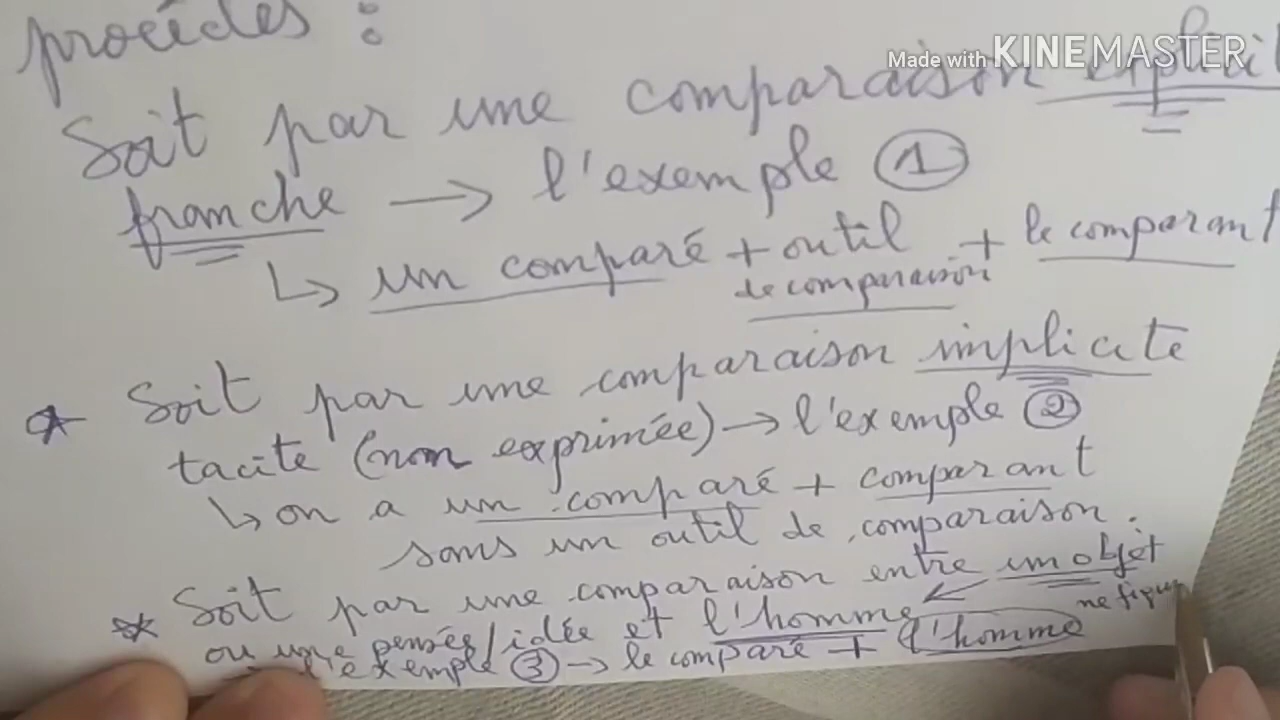 procédés :
Made with KINEMASTER
Soit par une comparaison
franche → l'exemple ①
↳ un comparé + outil de comparaison + le comparant
* Soit par une comparaison implicite
tacite (non exprimée) → l'exemple ②
↳ on a un comparé + comparant
sans un outil de comparaison.
* Soit par une comparaison entre un objet
ou une pensée/idée et l'homme ne
l'exemple ③ → le comparé + l'homme